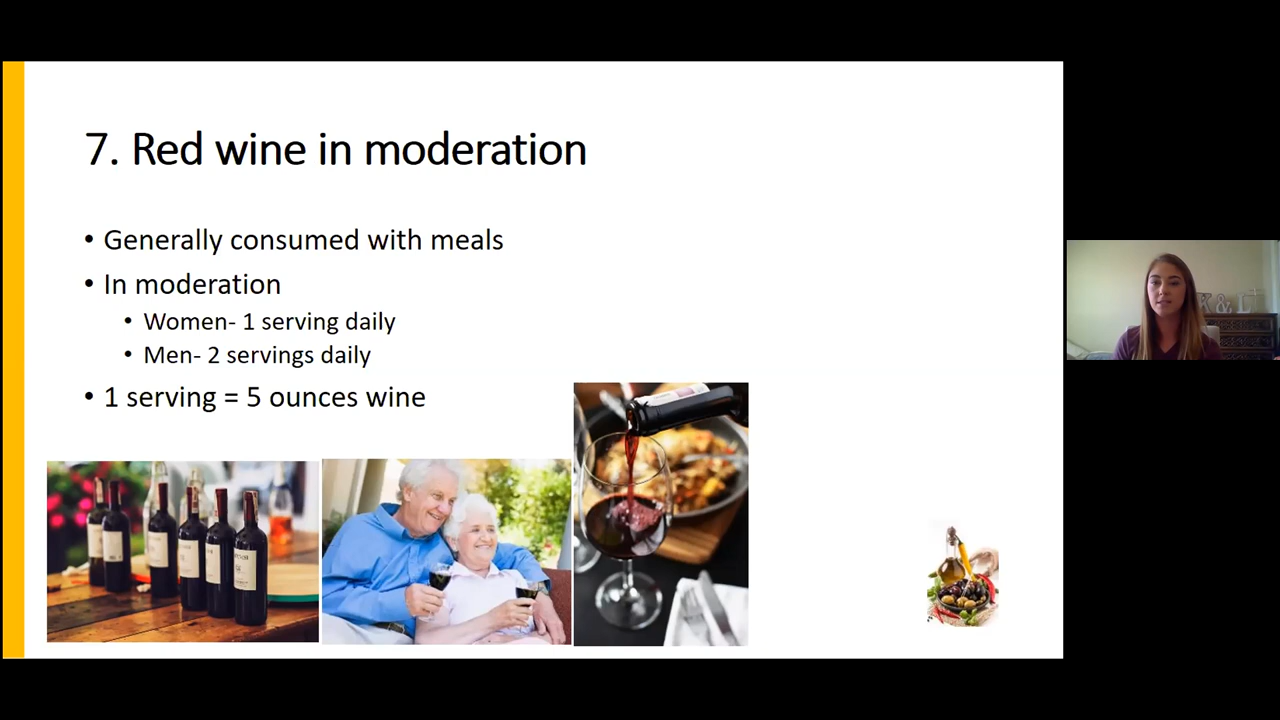 7. Red wine in moderation
• Generally consumed with meals
• In moderation
• Women- 1 serving daily
• Men- 2 servings daily
• 1 serving = 5 ounces wine
K & L